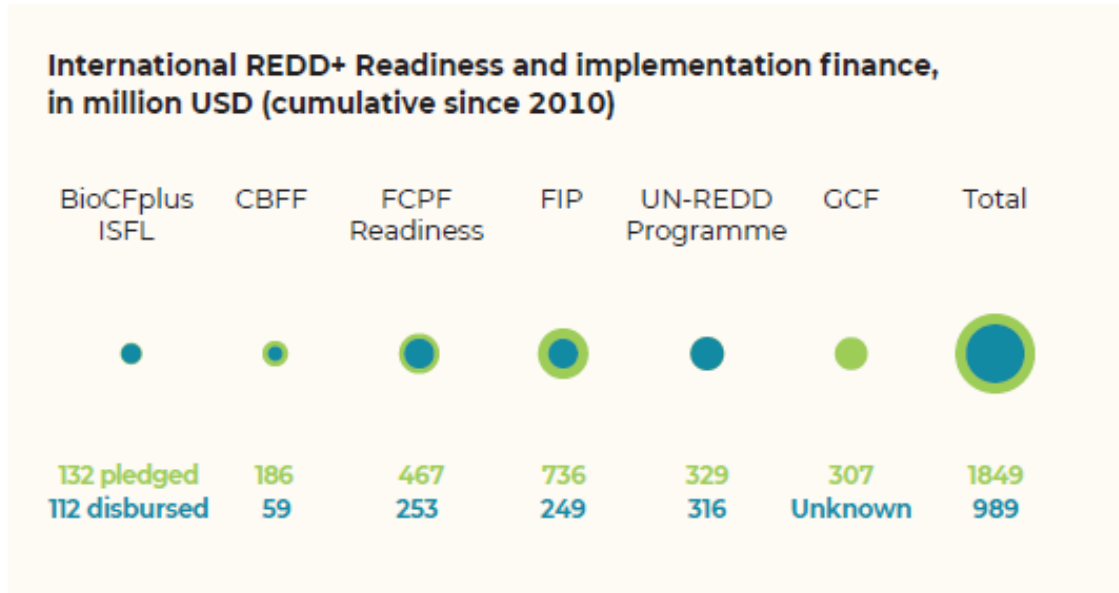 International REDD+ Readiness and implementation finance,
in million USD (cumulative since 2010)
BioCFplus ISFL
CBFF
FCPF Readiness
FIP
UN-REDD Programme
GCF
Total
132 pledged 186 467 736 329 307 1849
112 disbursed 59 253 249 316 Unknown 989